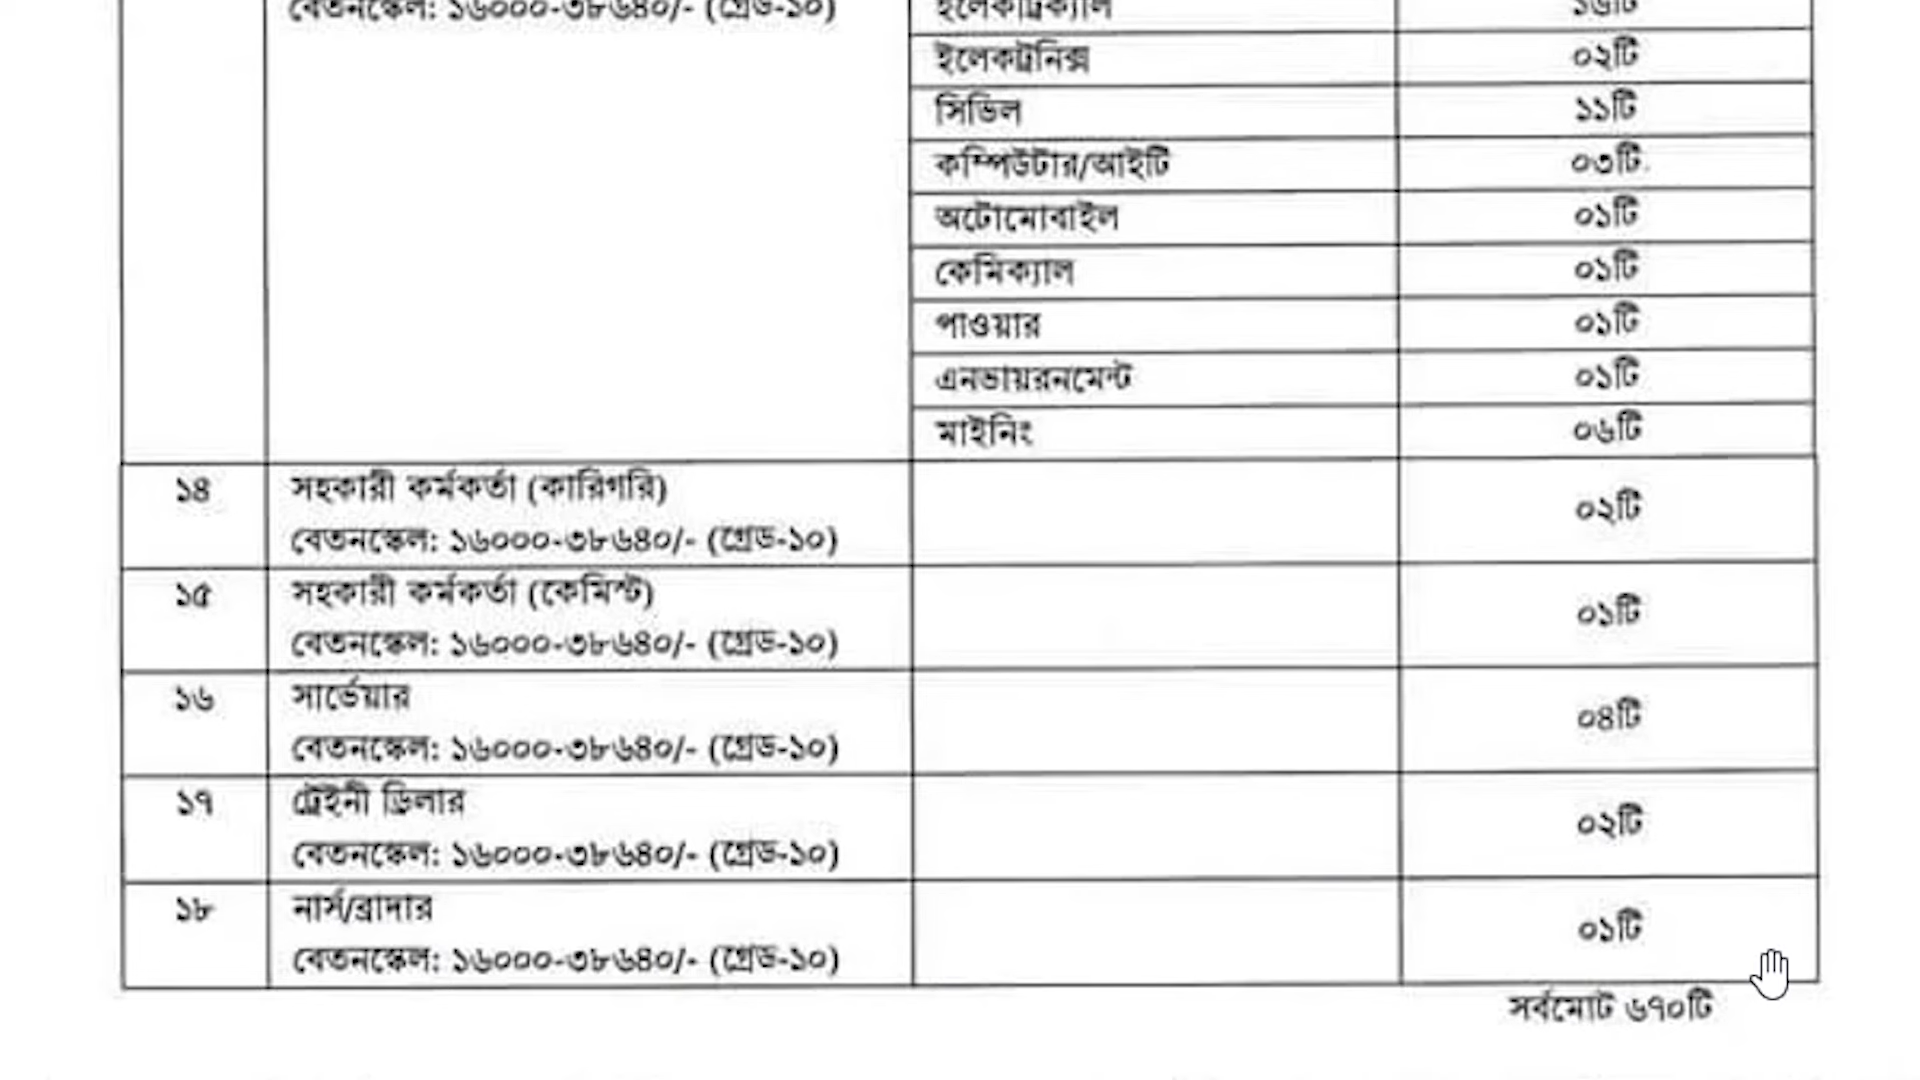 বেতনস্কেল: ১৬০০০-৩৮৬৪০/- (গ্রেড-১০)
ইলেকট্রিক্যাল
ইলেকট্রনিক্স ০২টি
সিভিল ১১টি
কম্পিউটার/আইটি ০৩টি
অটোমোবাইল ০১টি
কেমিক্যাল ০১টি
পাওয়ার ০১টি
এনভায়রনমেন্ট ০১টি
মাইনিং ০৬টি
১৪ সহকারী কর্মকর্তা (কারিগরি) ০২টি
বেতনস্কেল: ১৬০০০-৩৮৬৪০/- (গ্রেড-১০)
১৫ সহকারী কর্মকর্তা (কেমিস্ট) ০১টি
বেতনস্কেল: ১৬০০০-৩৮৬৪০/- (গ্রেড-১০)
১৬ সার্ভেয়ার ০৪টি
বেতনস্কেল: ১৬০০০-৩৮৬৪০/- (গ্রেড-১০)
১৭ ট্রেইনী ড্রিলার ০২টি
বেতনস্কেল: ১৬০০০-৩৮৬৪০/- (গ্রেড-১০)
১৮ নার্স/ব্রাদার ০১টি
বেতনস্কেল: ১৬০০০-৩৮৬৪০/- (গ্রেড-১০)
সর্বমোট ৬৭০টি